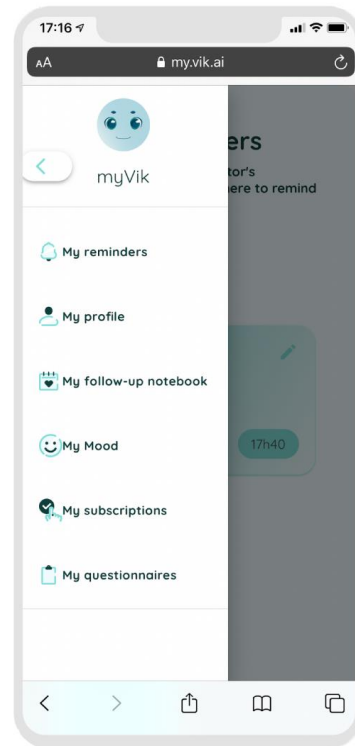 17:16
AA my.vik.ai
ers
tor's
ere to remind
myVik
My reminders
My profile
My follow-up notebook
My Mood
17h40
My subscriptions
My questionnaires